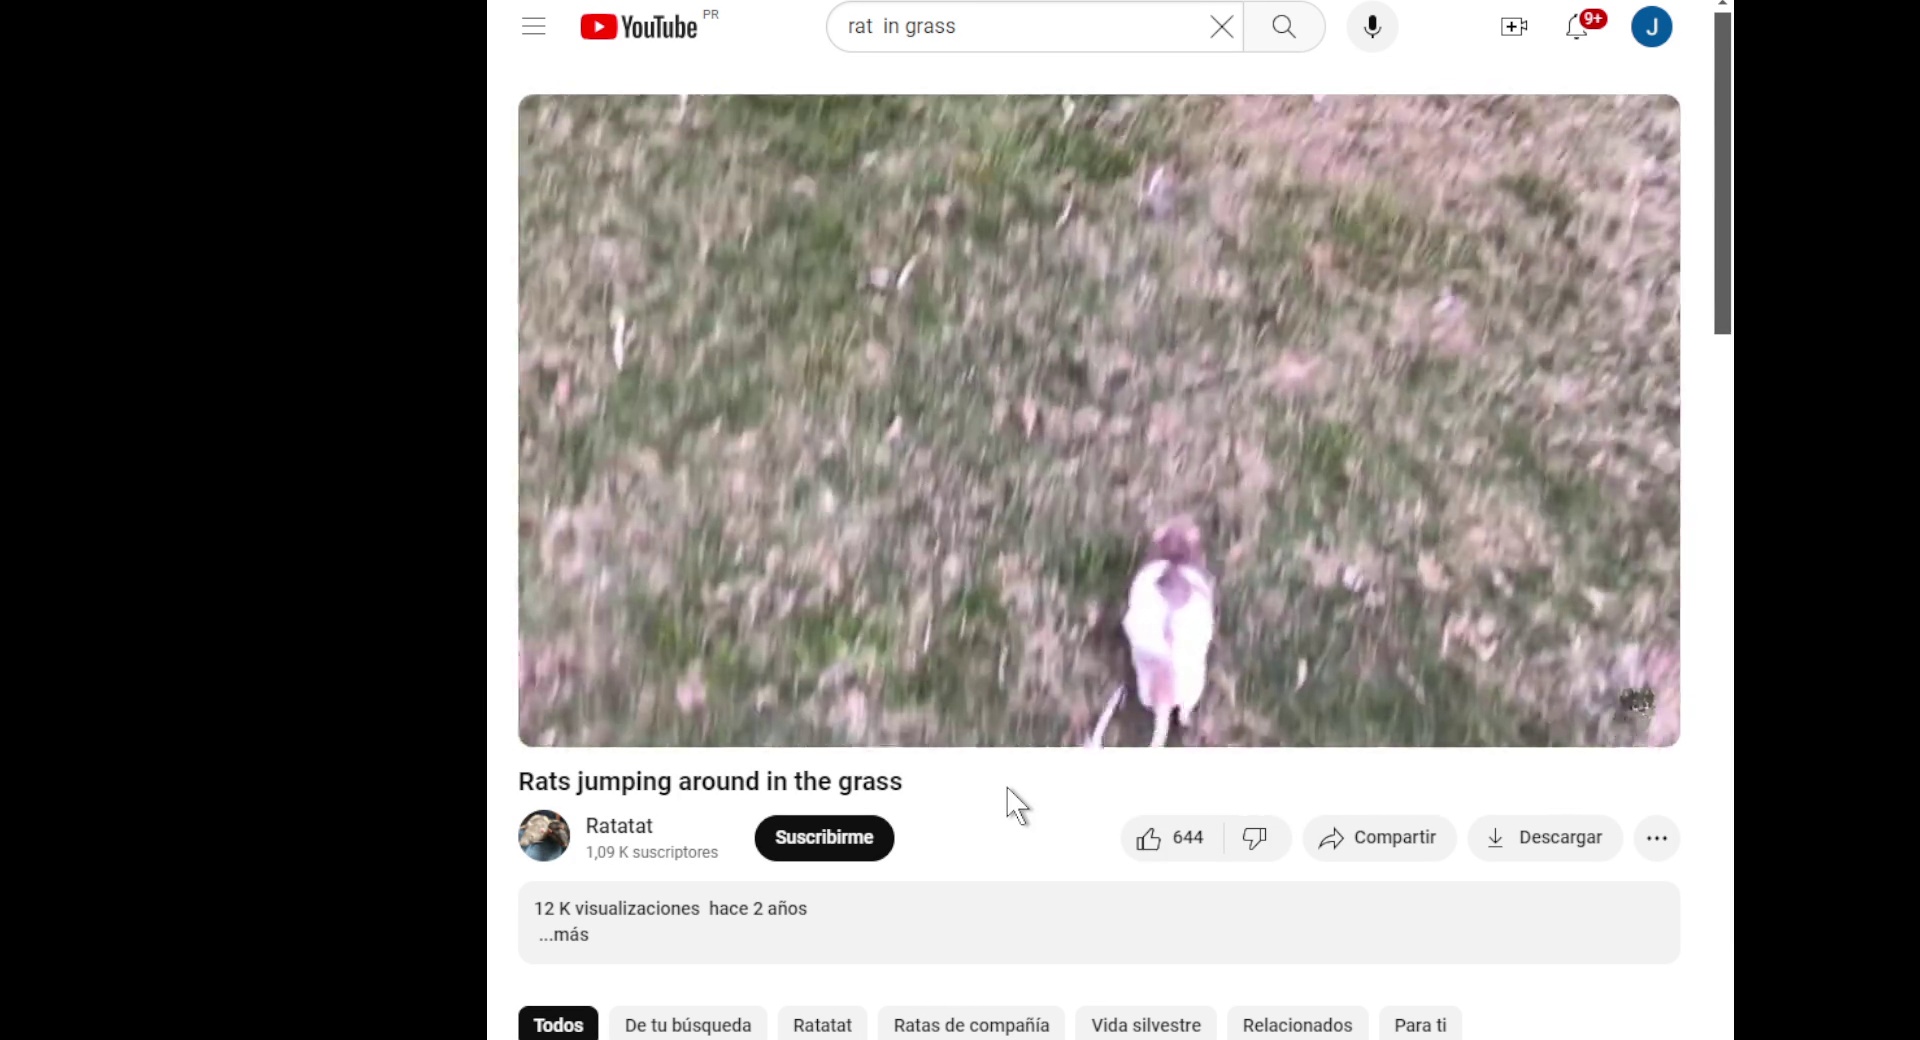 YouTube PR
rat in grass
9+
J
Rats jumping around in the grass
Ratatat
1,09 K suscriptores
Suscribirme
644
Compartir
Descargar
12 K visualizaciones hace 2 años
...más
Todos De tu búsqueda Ratatat Ratas de compañía Vida silvestre Relacionados Para ti